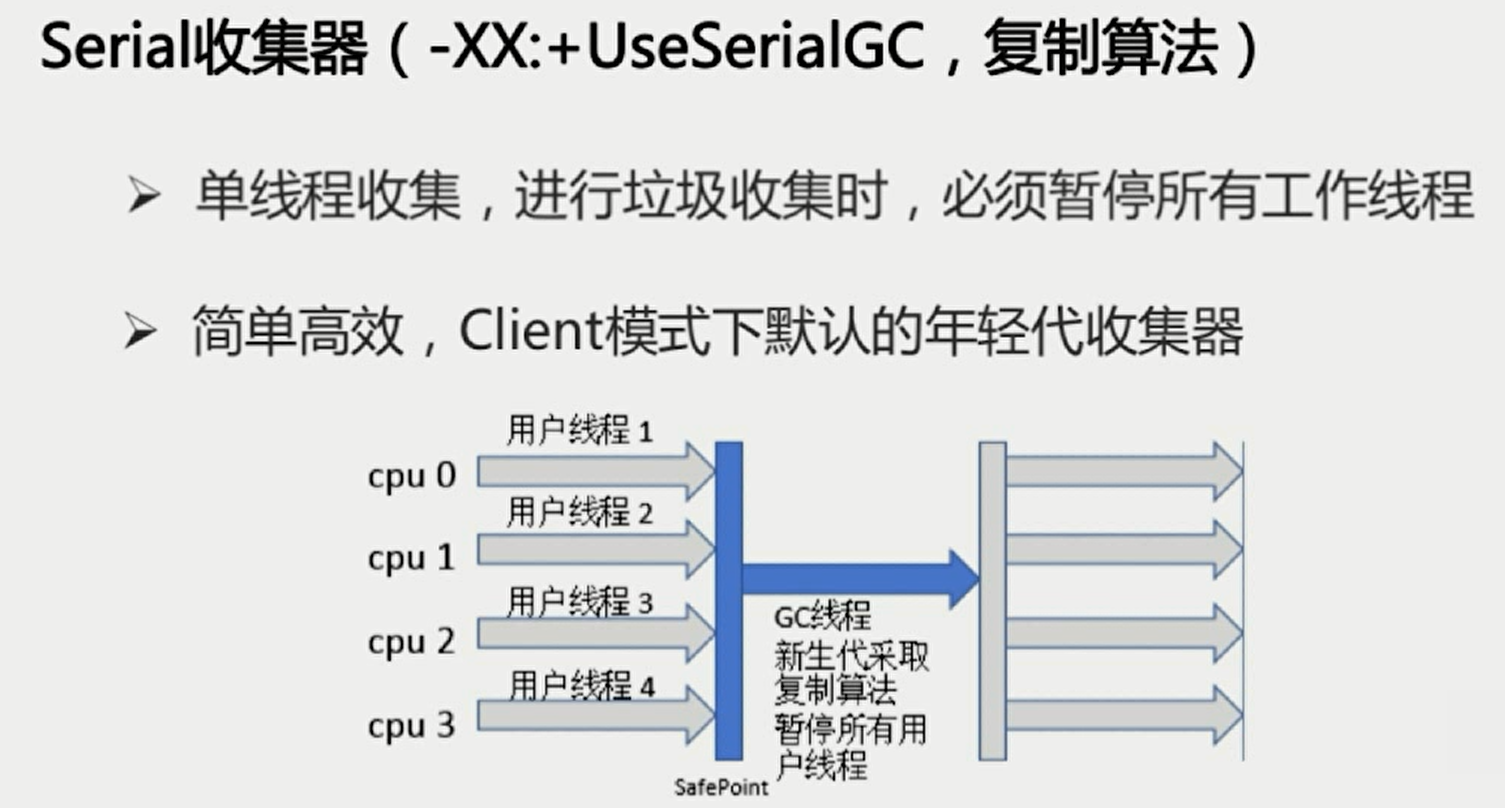 Serial收集器（-XX:+UseSerialGC，复制算法）
➢ 单线程收集，进行垃圾收集时，必须暂停所有工作线程
➢ 简单高效，Client模式下默认的年轻代收集器
用户线程 1
cpu 0
用户线程 2
cpu 1
用户线程 3
cpu 2
用户线程 4
cpu 3
GC线程
新生代采取
复制算法
暂停所有用
户线程
SafePoint